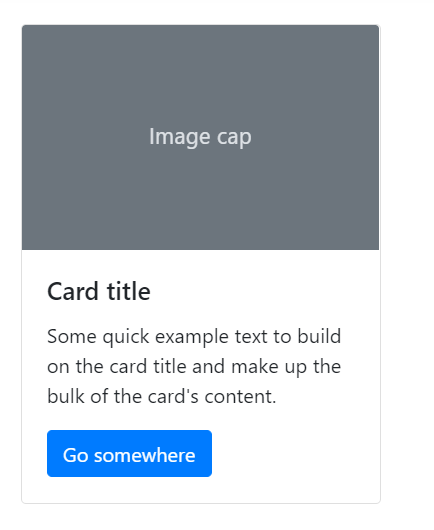 Image cap
Card title
Some quick example text to build
on the card title and make up the
bulk of the card's content.
Go somewhere